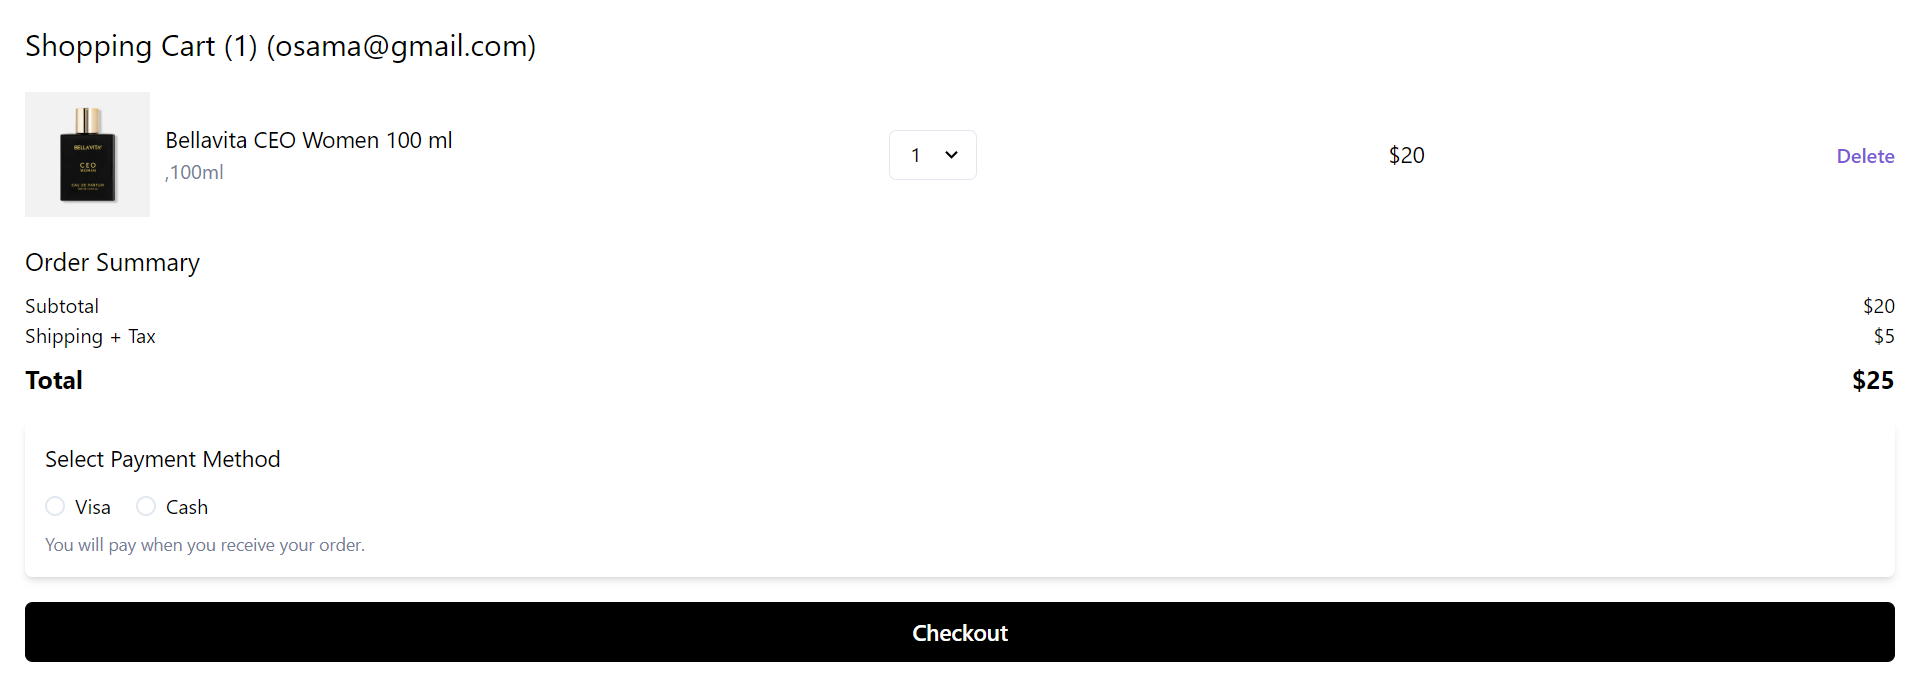 Shopping Cart (1) (osama@gmail.com)
BELLAVITA
CEO
WOMAN
EAU DE PARFUM
Bellavita CEO Women 100 ml
,100ml
1
$20
Delete
Order Summary
Subtotal $20
Shipping + Tax $5
Total $25
Select Payment Method
Visa Cash
You will pay when you receive your order.
Checkout